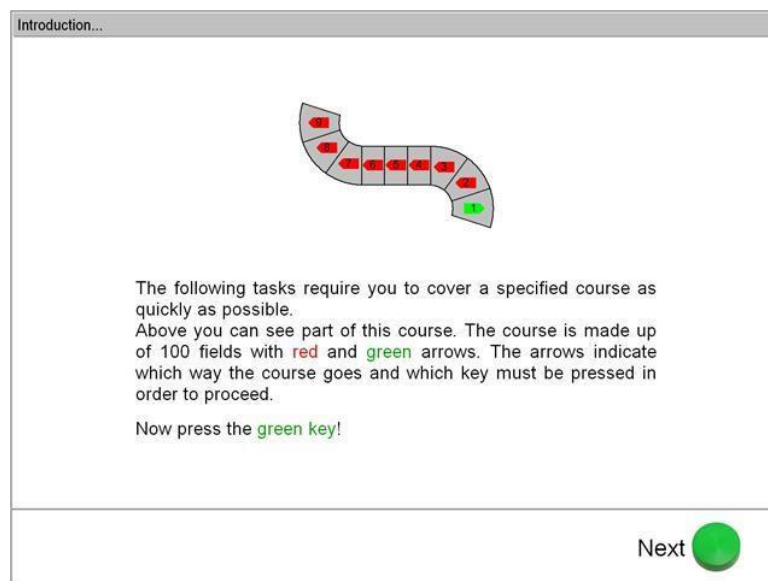 Introduction...
9
8
7 6 5 4 3
2
1
The following tasks require you to cover a specified course as
quickly as possible.
Above you can see part of this course. The course is made up
of 100 fields with red and green arrows. The arrows indicate
which way the course goes and which key must be pressed in
order to proceed.
Now press the green key!
Next